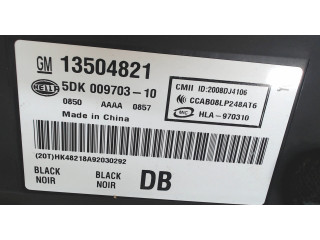 GM 13504821
HELLA 5DK 009703-10
0850 AAAA 0857
Made in China
CMII ID:2008DJ4106
CCAB08LP248AT6
MIC HLA-970310
(20T)HK48218A92030292
BLACK BLACK DB
NOIR NOIR